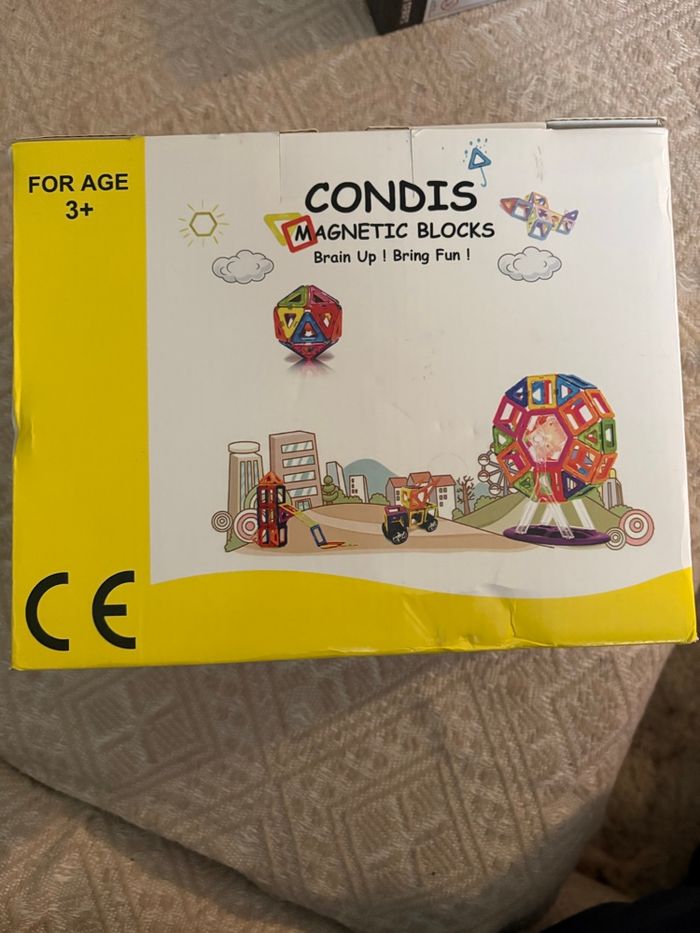 FOR AGE
3+
CONDIS
MAGNETIC BLOCKS
Brain Up ! Bring Fun !
CE